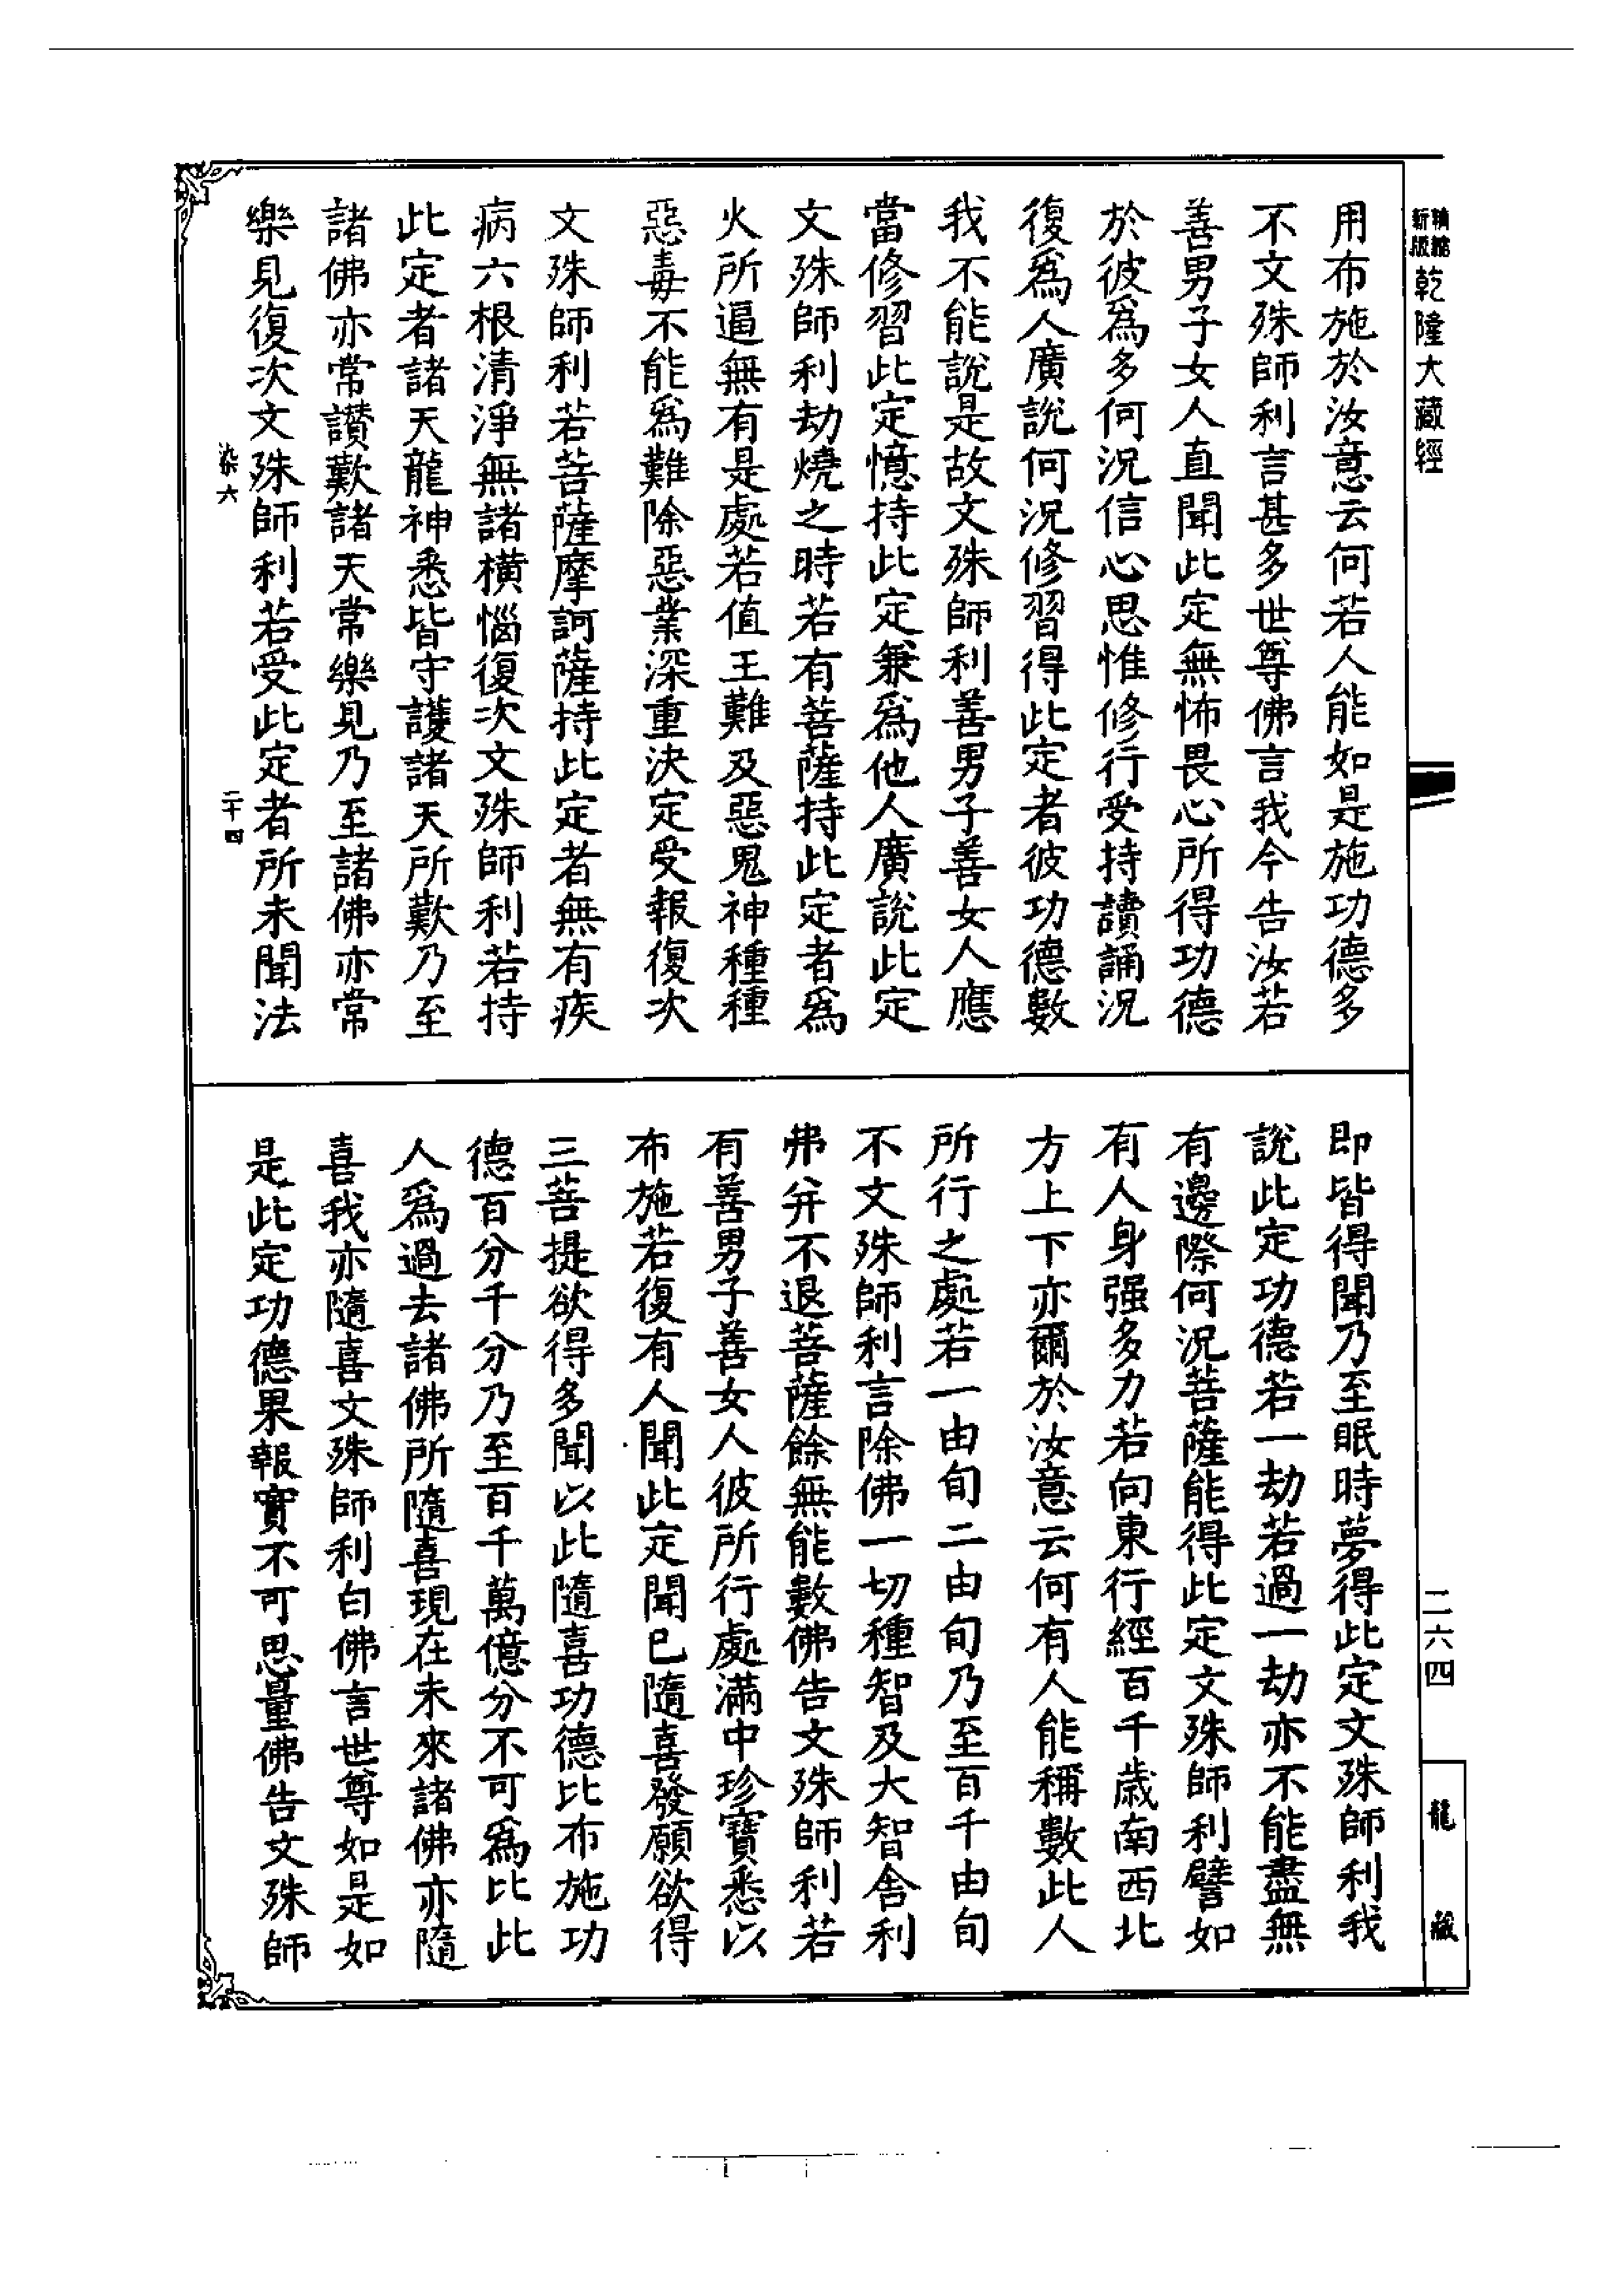 精縮新版乾隆大藏經
用布施於汝意云何若人能如是施功德多
不文殊師利言甚多世尊佛言我今告汝若
善男子女人直聞此定無怖畏心所得功德
於彼爲多何況信心思惟修行受持讀誦況
復爲人廣說何況修習得此定者彼功德數
我不能說是故文殊師利善男子善女人應
當修習此定憶持此定兼爲他人廣說此定
文殊師利劫燒之時若有菩薩持此定者爲
火所逼無有是處若值王難及惡鬼神種種
惡毒不能爲難除惡業深重決定受報復次
文殊師利若菩薩摩訶薩持此定者無有疾
病六根清淨無諸橫惱復次文殊師利若持
此定者諸天龍神悉皆守護諸天所歎乃至
諸佛亦常讃歎諸天常樂見乃至諸佛亦常
樂見復次文殊師利若受此定者所未聞法
染六 二十四
即皆得聞乃至眠時夢得此定文殊師利我
說此定功德若一劫若過一劫亦不能盡無
有邊際何況菩薩能得此定文殊師利譬如
有人身强多力若向東行經百千歲南西北
方上下亦爾於汝意云何有人能稱數此人
所行之處若一由旬二由旬乃至百千由旬
不文殊師利言除佛一切種智及大智舍利
弗并不退菩薩餘無能數佛告文殊師利若
有善男子善女人彼所行處滿中珍寶悉以
布施若復有人聞此定聞已隨喜發願欲得
三菩提欲得多聞以此隨喜功德比布施功
德百分千分乃至百千萬億分不可爲比此
人爲過去諸佛所隨喜現在未來諸佛亦隨
喜我亦隨喜文殊師利白佛言世尊如是如
是此定功德果報實不可思量佛告文殊師
二六四
龍藏